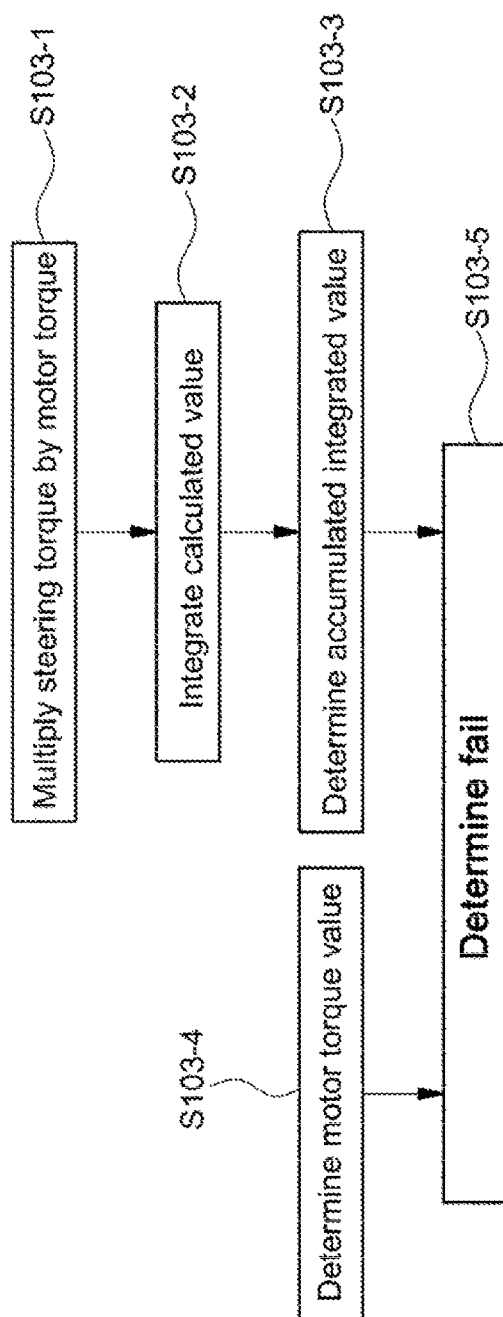 Multiply steering torque by motor torque
S103-1
Integrate calculated value
S103-2
S103-4
Determine motor torque value
Determine accumulated integrated value
S103-3
Determine fail
S103-5